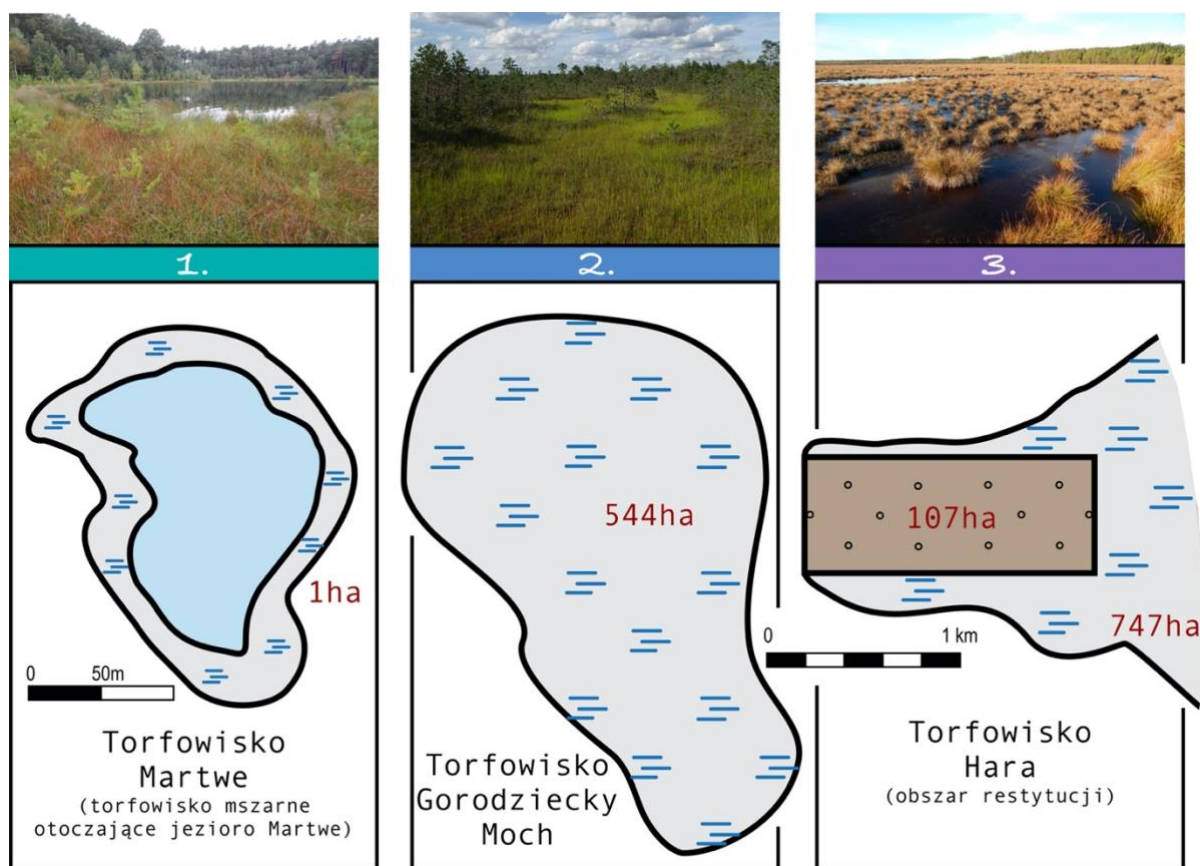 1.
2.
3.
1ha
0 50m
Torfowisko
Martwe
(torfowisko mszarne
otoczające jezioro Martwe)
544ha
Torfowisko
Gorodziecky
Moch
107ha
747ha
0 1 km
Torfowisko
Hara
(obszar restytucji)